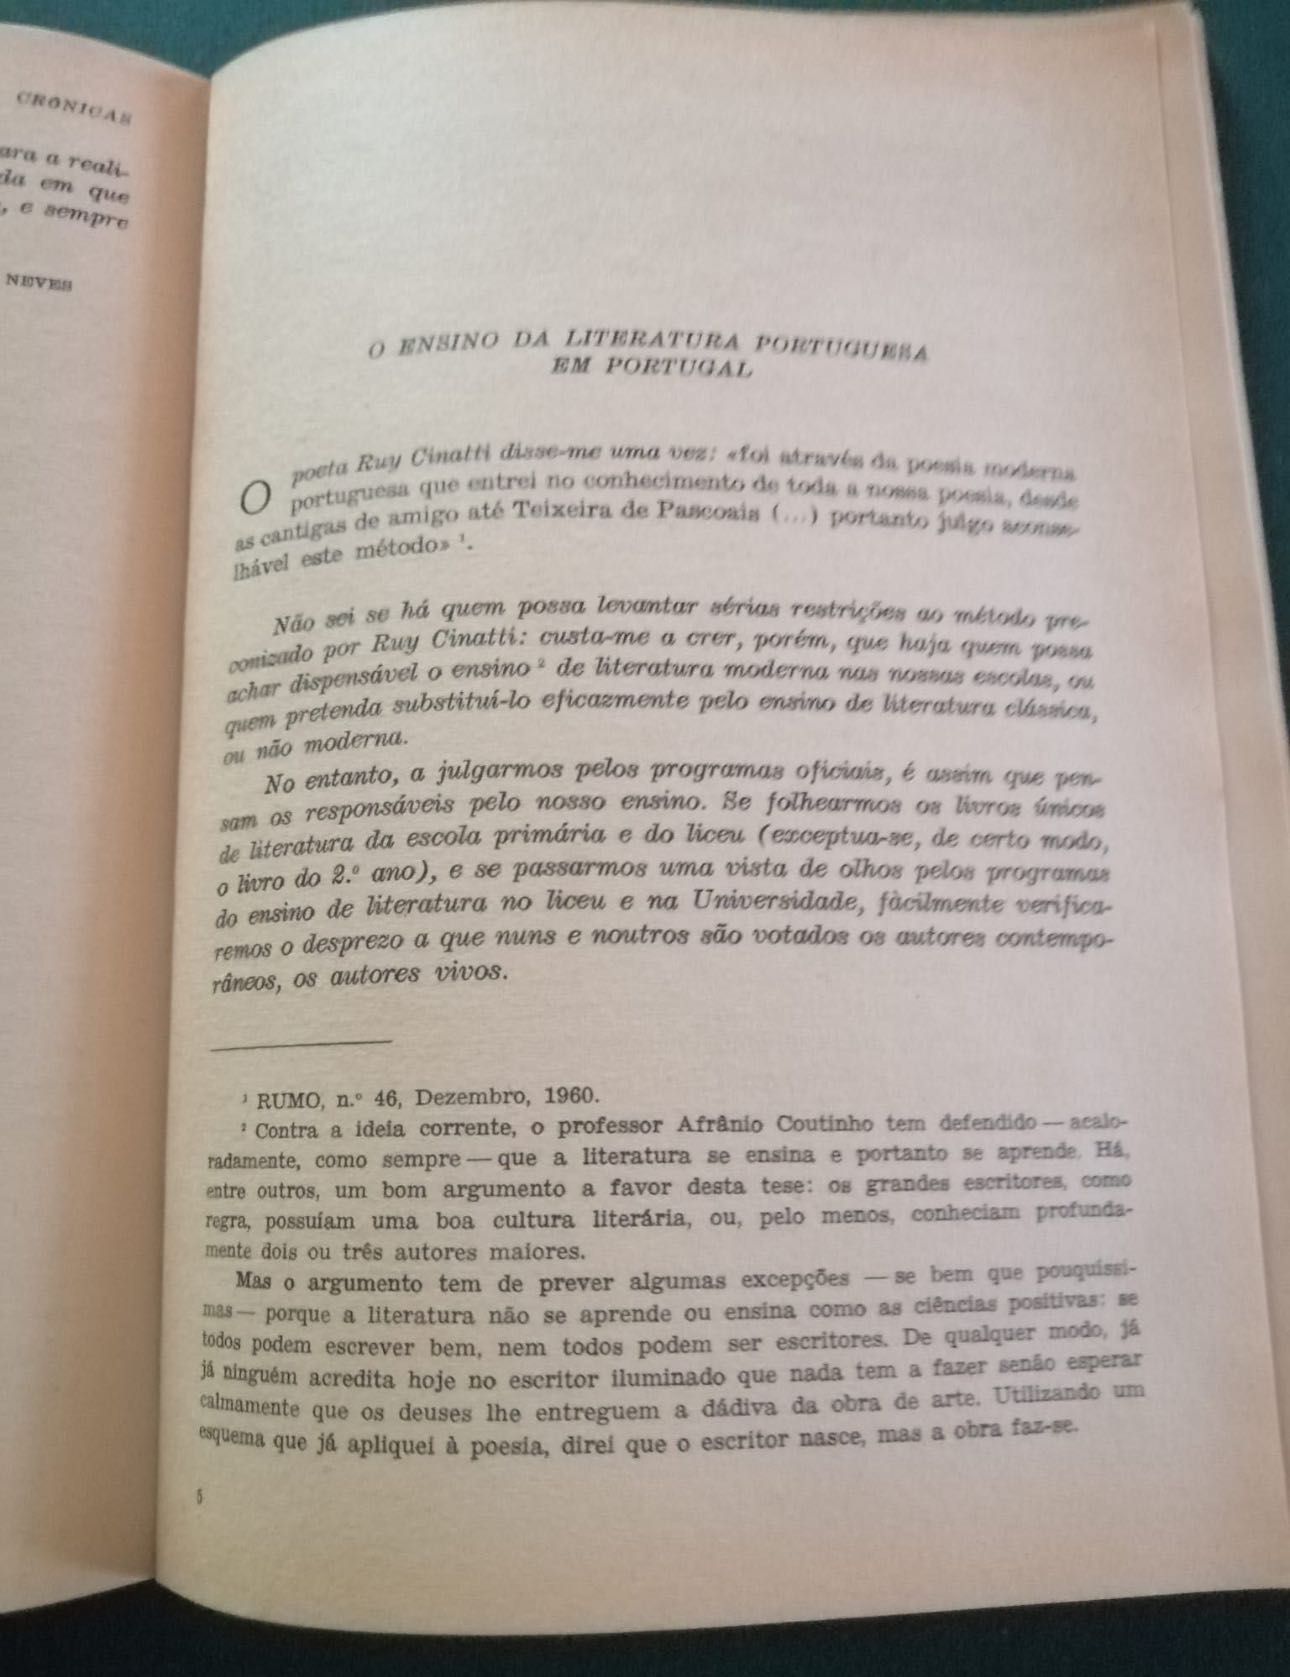 CRÓNICAS
ara a reali-
da em que
, e sempre
NEVES
O ENSINO DA LITERATURA PORTUGUESA
EM PORTUGAL
O poeta Ruy Cinatti disse-me uma vez: «foi através da poesia moderna
portuguesa que entrei no conhecimento de toda a nossa poesia, desde
as cantigas de amigo até Teixeira de Pascoais (...) portanto julgo aconse-
lhável este método» ¹.
Não sei se há quem possa levantar sérias restrições ao método pre-
conizado por Ruy Cinatti: custa-me a crer, porém, que haja quem possa
achar dispensável o ensino ² de literatura moderna nas nossas escolas, ou
quem pretenda substituí-lo eficazmente pelo ensino de literatura clássica,
ou não moderna.
No entanto, a julgarmos pelos programas oficiais, é assim que pen-
sam os responsáveis pelo nosso ensino. Se folhearmos os livros únicos
de literatura da escola primária e do liceu (exceptua-se, de certo modo,
o livro do 2.º ano), e se passarmos uma vista de olhos pelos programas
do ensino de literatura no liceu e na Universidade, fàcilmente verifica-
remos o desprezo a que nuns e noutros são votados os autores contempo-
râneos, os autores vivos.
¹ RUMO, n.º 46, Dezembro, 1960.
² Contra a ideia corrente, o professor Afrânio Coutinho tem defendido — acalo-
radamente, como sempre — que a literatura se ensina e portanto se aprende. Há,
entre outros, um bom argumento a favor desta tese: os grandes escritores, como
regra, possuíam uma boa cultura literária, ou, pelo menos, conheciam profunda-
mente dois ou três autores maiores.
Mas o argumento tem de prever algumas excepções — se bem que pouquíssi-
mas — porque a literatura não se aprende ou ensina como as ciências positivas: se
todos podem escrever bem, nem todos podem ser escritores. De qualquer modo, já
já ninguém acredita hoje no escritor iluminado que nada tem a fazer senão esperar
calmamente que os deuses lhe entreguem a dádiva da obra de arte. Utilizando um
esquema que já apliquei à poesia, direi que o escritor nasce, mas a obra faz-se.
5